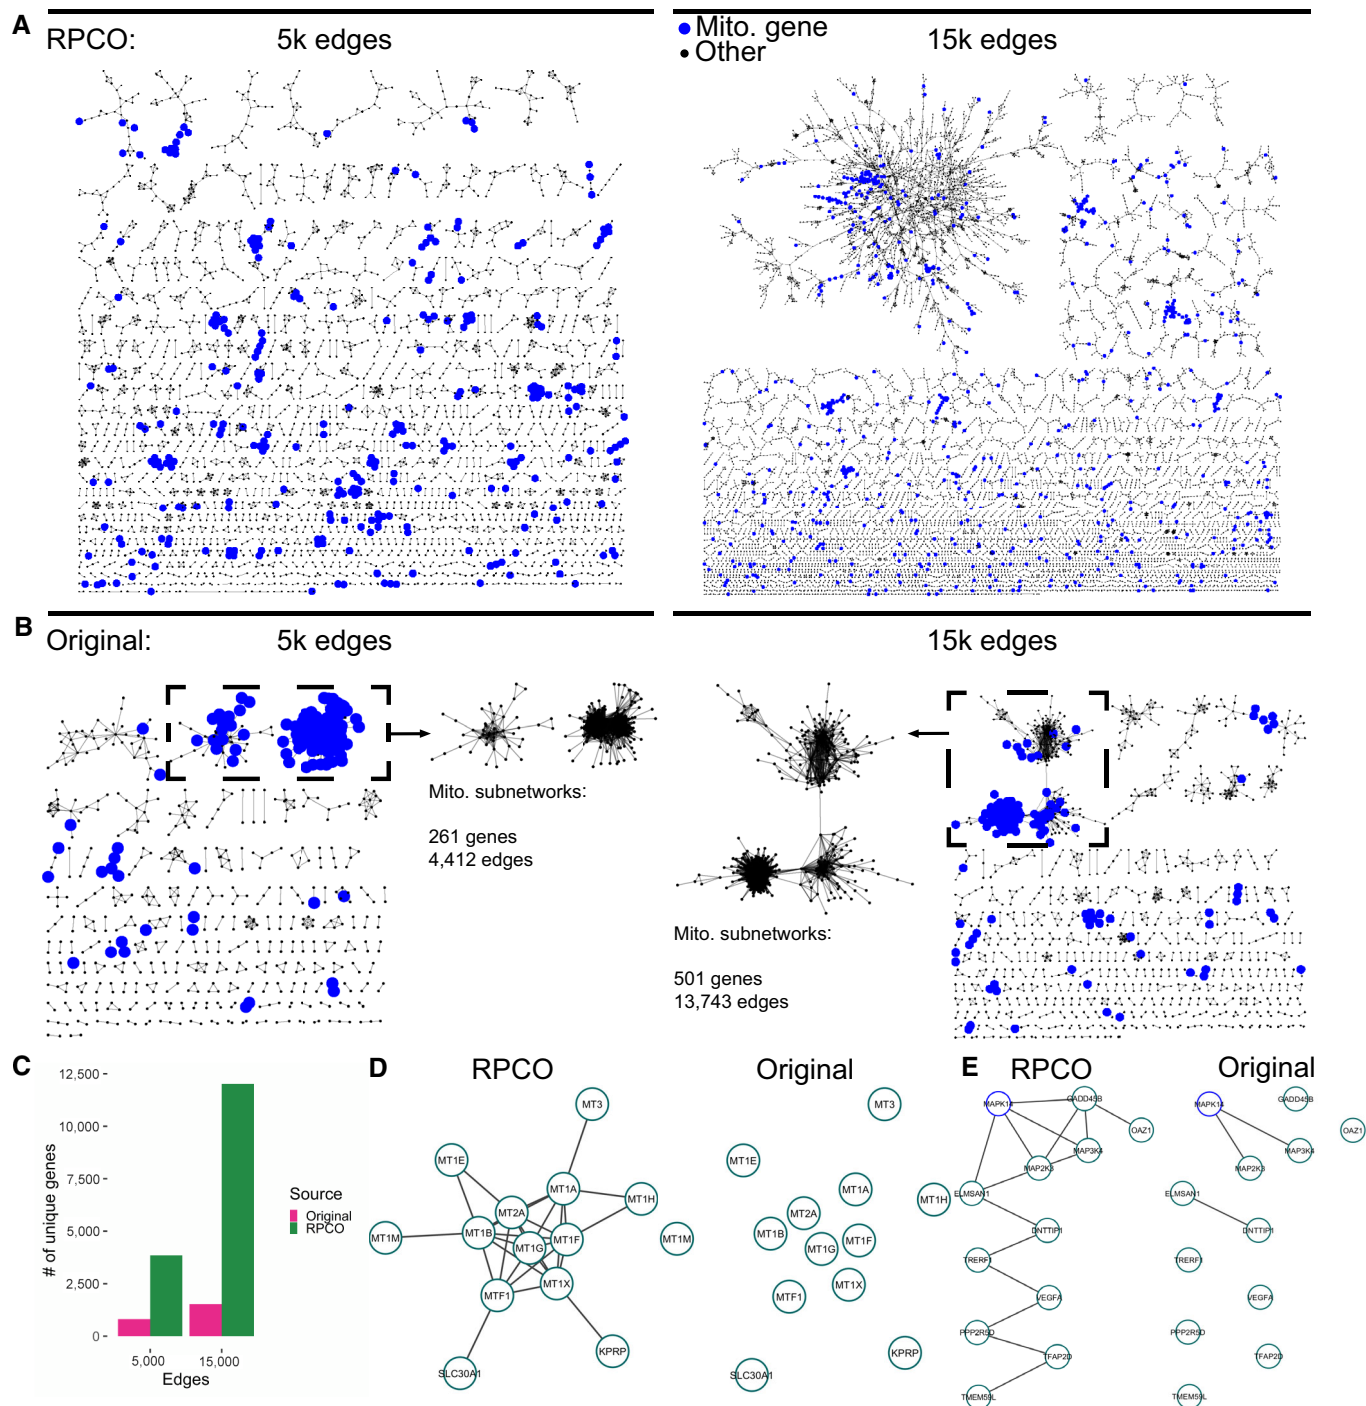 A
RPCO: 5k edges
Mito. gene
Other
15k edges
B
Original: 5k edges
15k edges
Mito. subnetworks:
261 genes
4,412 edges
Mito. subnetworks:
501 genes
13,743 edges
C
12,500
10,000
7,500
5,000
2,500
0
# of unique genes
5,000 15,000
Edges
Source
Original
RPCO
D RPCO Original
MT3
MT1E
MT1A
MT1H
MT2A
MT1M
MT1B
MT1F
MT1G
MT1X
MTF1
KPRP
SLC30A1
MT3
MT1E
MT1A
MT1H
MT2A
MT1B
MT1F
MT1M
MT1G
MT1X
MTF1
KPRP
SLC30A1
E RPCO Original
MAPK14
GADD45B
OAZ1
MAP3K4
MAP2K3
ELMSAN1
DNTTIP1
TRERF1
VEGFA
PPP2R5D
TFAP2D
TMEM59L
MAPK14
GADD45B
OAZ1
MAP3K4
MAP2K3
ELMSAN1
DNTTIP1
TRERF1
VEGFA
PPP2R5D
TFAP2D
TMEM59L